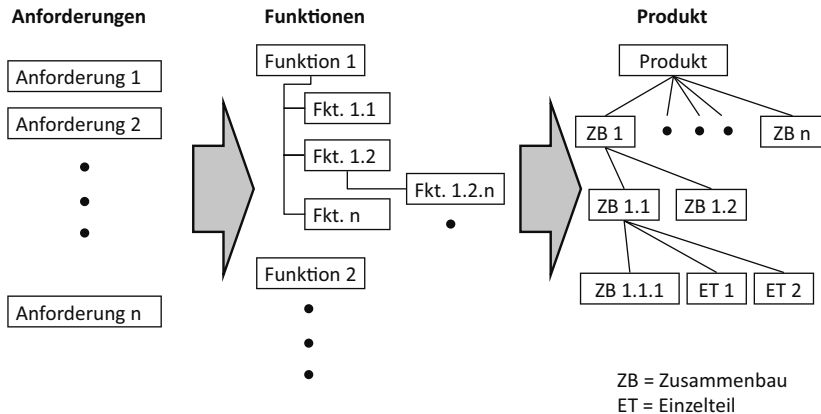 Anforderungen
Anforderung 1
Anforderung 2
Anforderung n
Funktionen
Funktion 1
Fkt. 1.1
Fkt. 1.2
Fkt. 1.2.n
Fkt. n
Funktion 2
Produkt
Produkt
ZB 1
ZB n
ZB 1.1
ZB 1.2
ZB 1.1.1
ET 1
ET 2
ZB = Zusammenbau
ET = Einzelteil